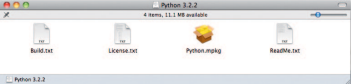 Python 3.2.2
4 items, 11.1 MB available
Build.txt
License.txt
Python.mpkg
ReadMe.txt
Python 3.2.2